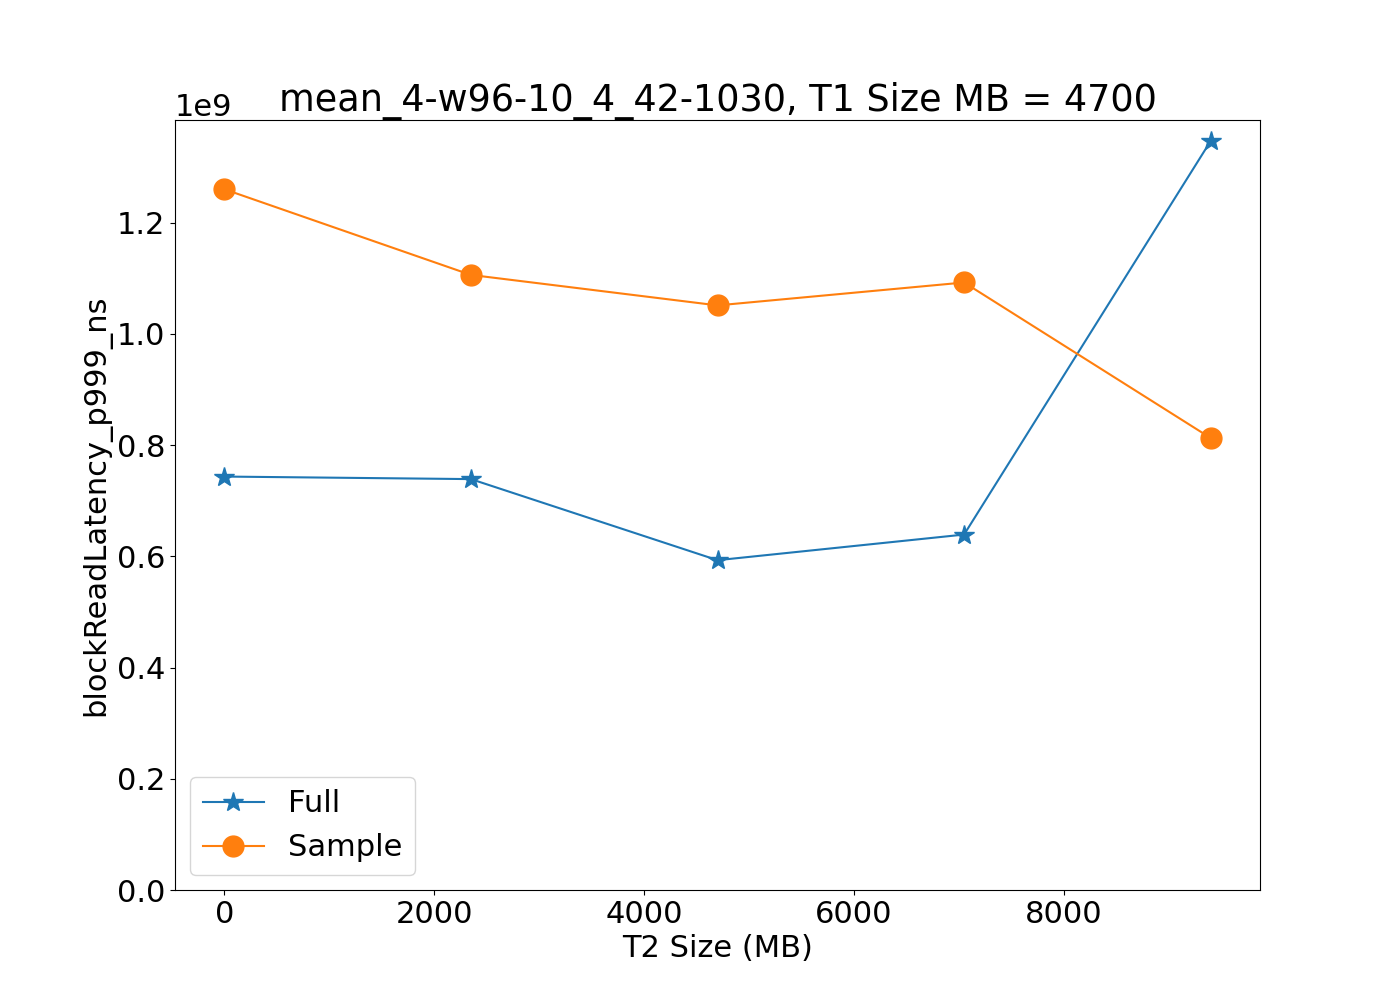 1e9
mean_4-w96-10_4_42-1030, T1 Size MB = 4700
blockReadLatency_p999_ns
1.2
1.0
0.8
0.6
0.4
0.2
0.0
Full
Sample
0 2000 4000 6000 8000
T2 Size (MB)